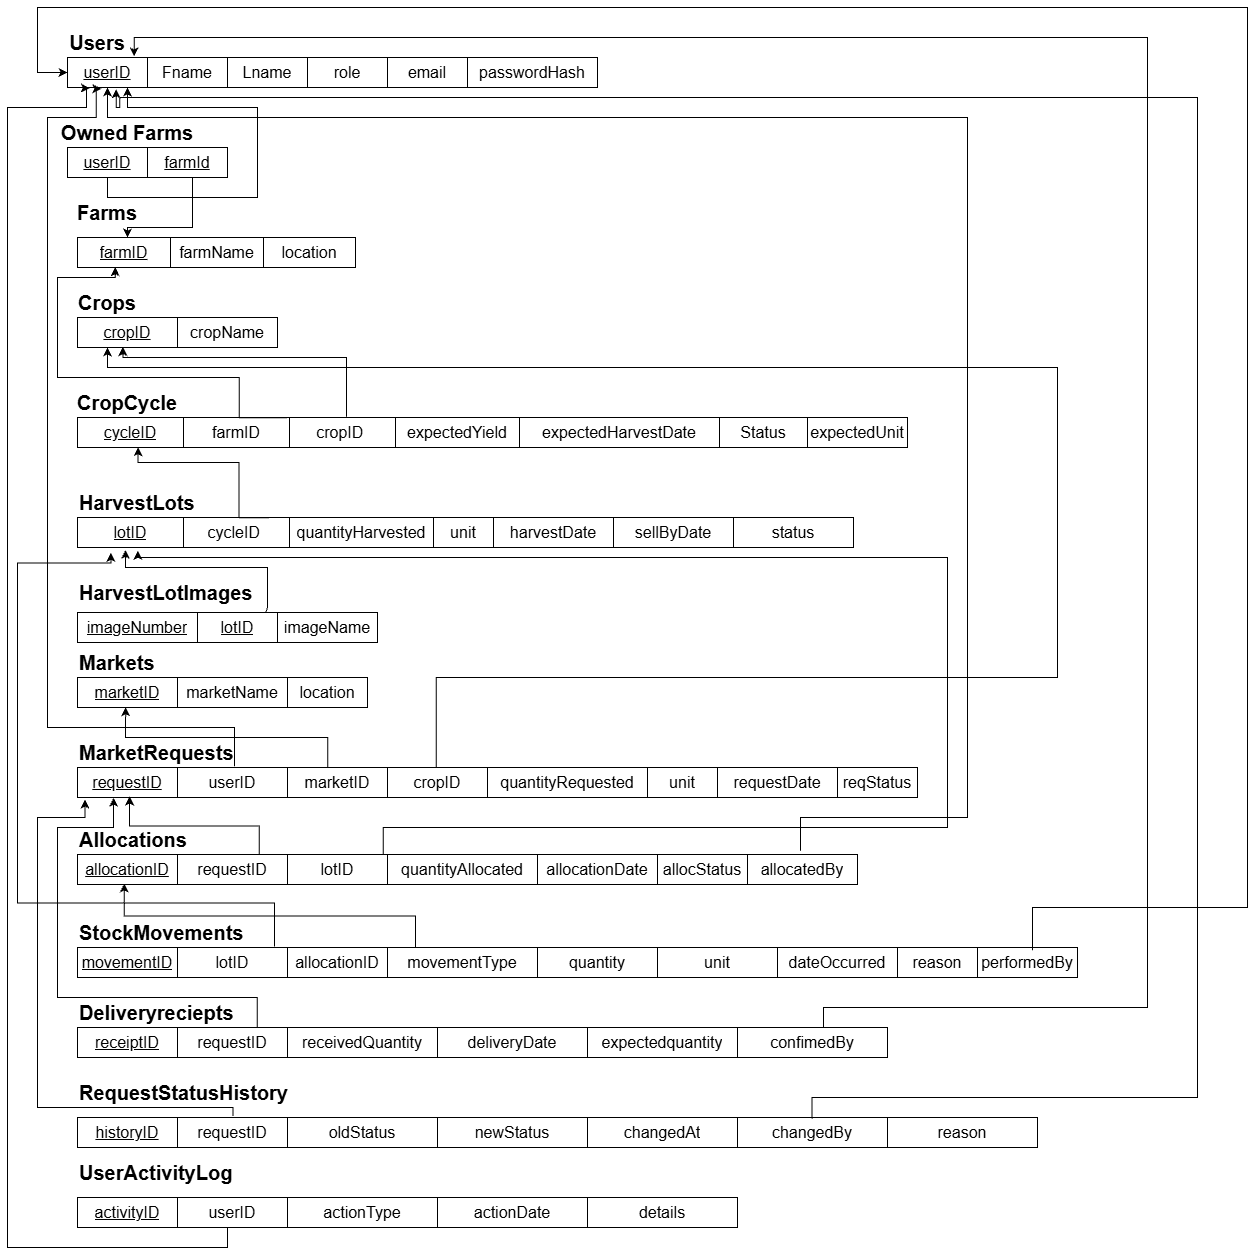 Users
userID Fname Lname role email passwordHash
Owned Farms
userID farmId
Farms
farmID farmName location
Crops
cropID cropName
CropCycle
cycleID farmID cropID expectedYield expectedHarvestDate Status expectedUnit
HarvestLots
lotID cycleID quantityHarvested unit harvestDate sellByDate status
HarvestLotImages
imageNumber lotID imageName
Markets
marketID marketName location
MarketRequests
requestID userID marketID cropID quantityRequested unit requestDate reqStatus
Allocations
allocationID requestID lotID quantityAllocated allocationDate allocStatus allocatedBy
StockMovements
movementID lotID allocationID movementType quantity unit dateOccurred reason performedBy
Deliveryreciepts
receiptID requestID receivedQuantity deliveryDate expectedquantity confimedBy
RequestStatusHistory
historyID requestID oldStatus newStatus changedAt changedBy reason
UserActivityLog
activityID userID actionType actionDate details